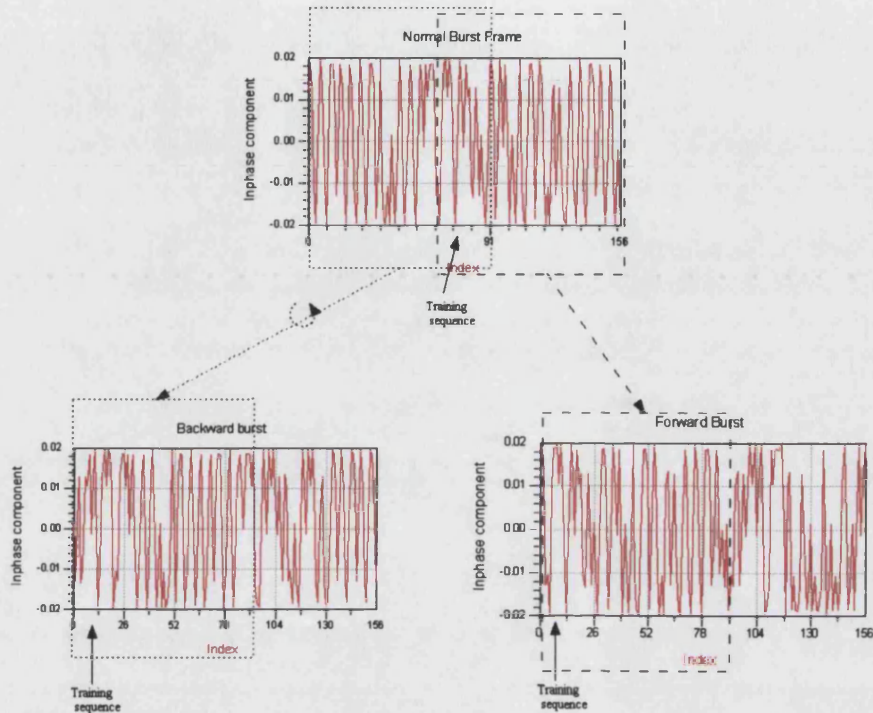 Normal Burst Frame
Inphase component
0.02
0.01
0.00
-0.01
-0.02
0
91
156
Index
Training
sequence
Backward burst
Inphase component
0.02
0.01
0.00
-0.01
-0.02
0
26
52
78
104
130
156
Index
Training
sequence
Forward Burst
Inphase component
0.02
0.01
0.00
-0.01
-0.02
0
26
52
78
104
130
156
Index
Training
sequence